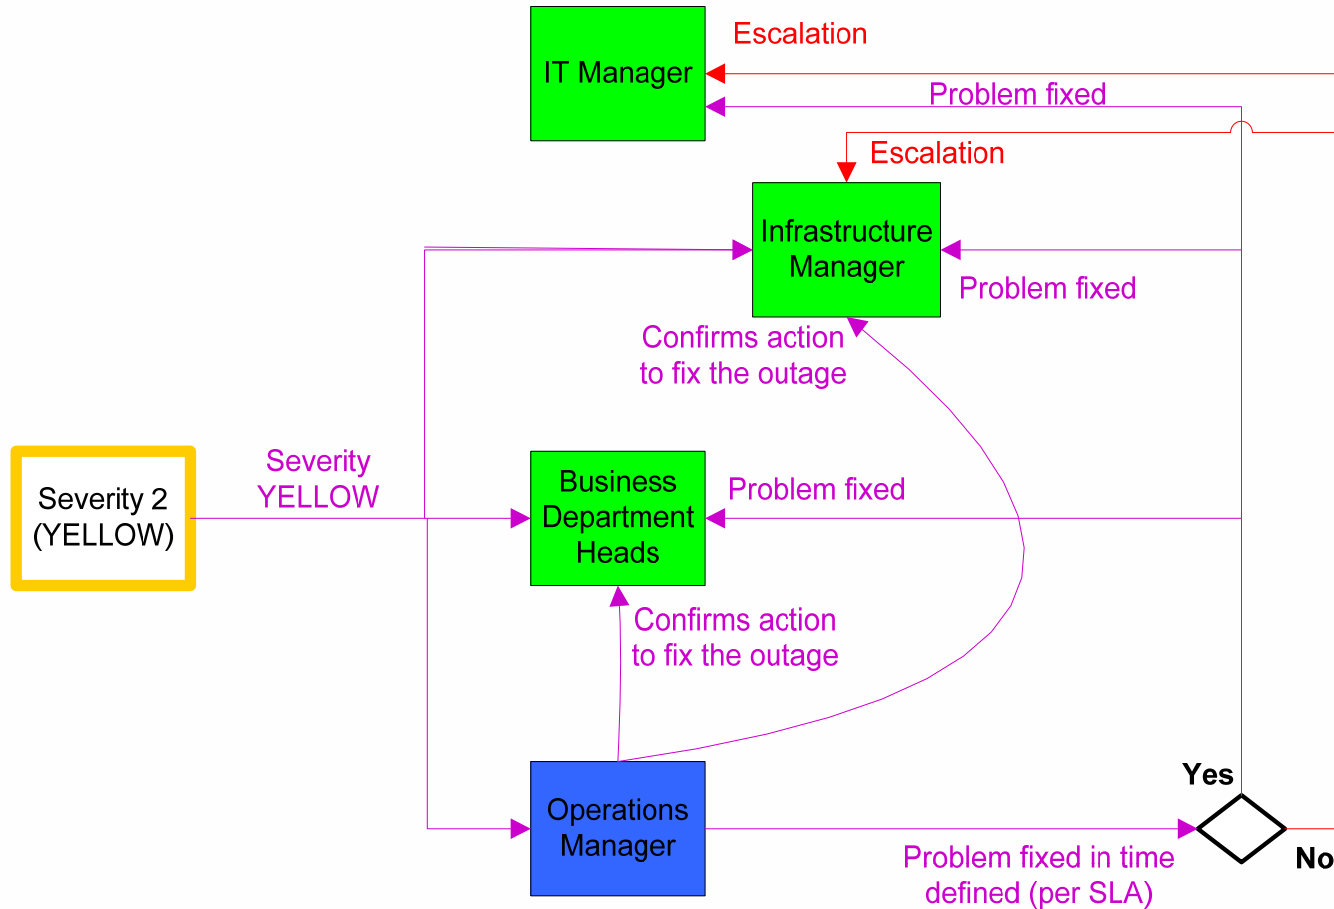 Escalation
IT Manager
Problem fixed
Escalation
Infrastructure
Manager
Problem fixed
Confirms action
to fix the outage
Severity
YELLOW
Severity 2
(YELLOW)
Business
Department
Heads
Problem fixed
Confirms action
to fix the outage
Yes
Operations
Manager
Problem fixed in time
defined (per SLA)
No